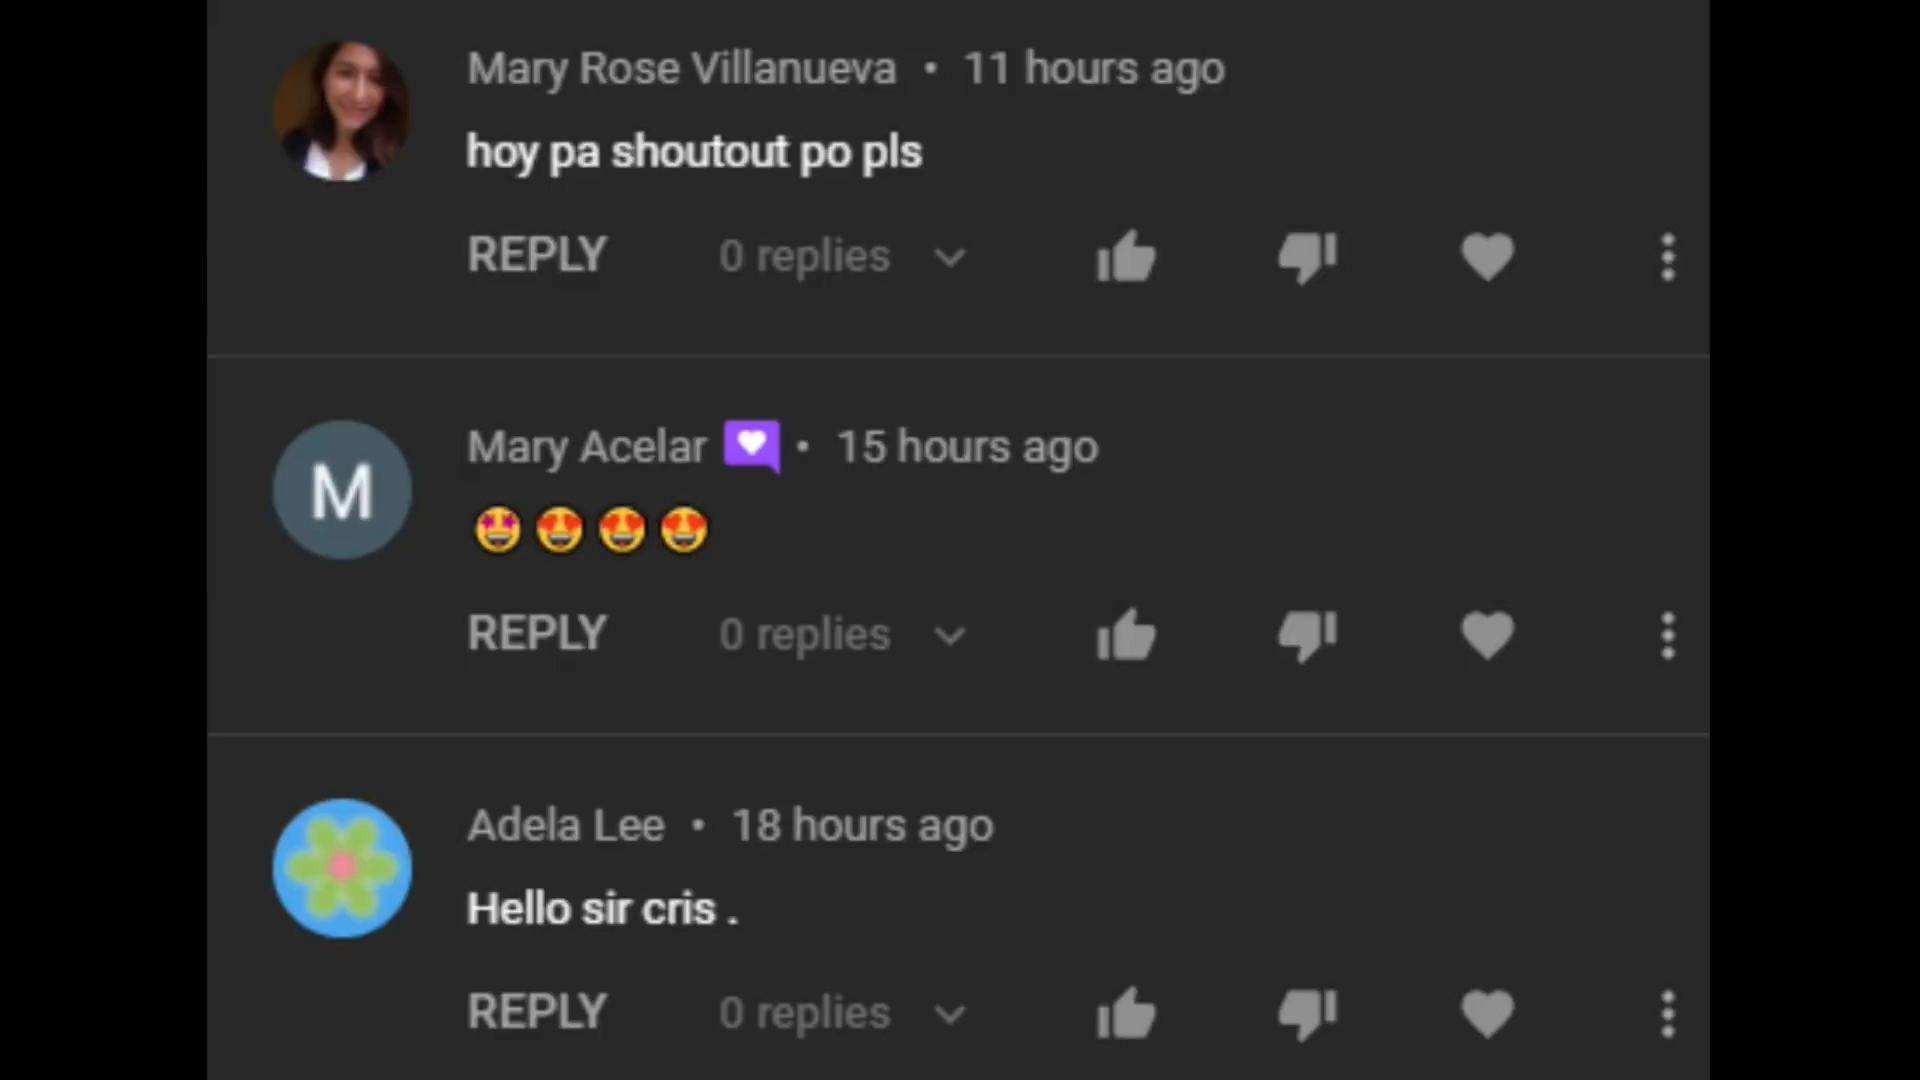 Mary Rose Villanueva • 11 hours ago
hoy pa shoutout po pls
REPLY 0 replies
M
Mary Acelar • 15 hours ago
🤩😍😍😍
REPLY 0 replies
Adela Lee • 18 hours ago
Hello sir cris .
REPLY 0 replies